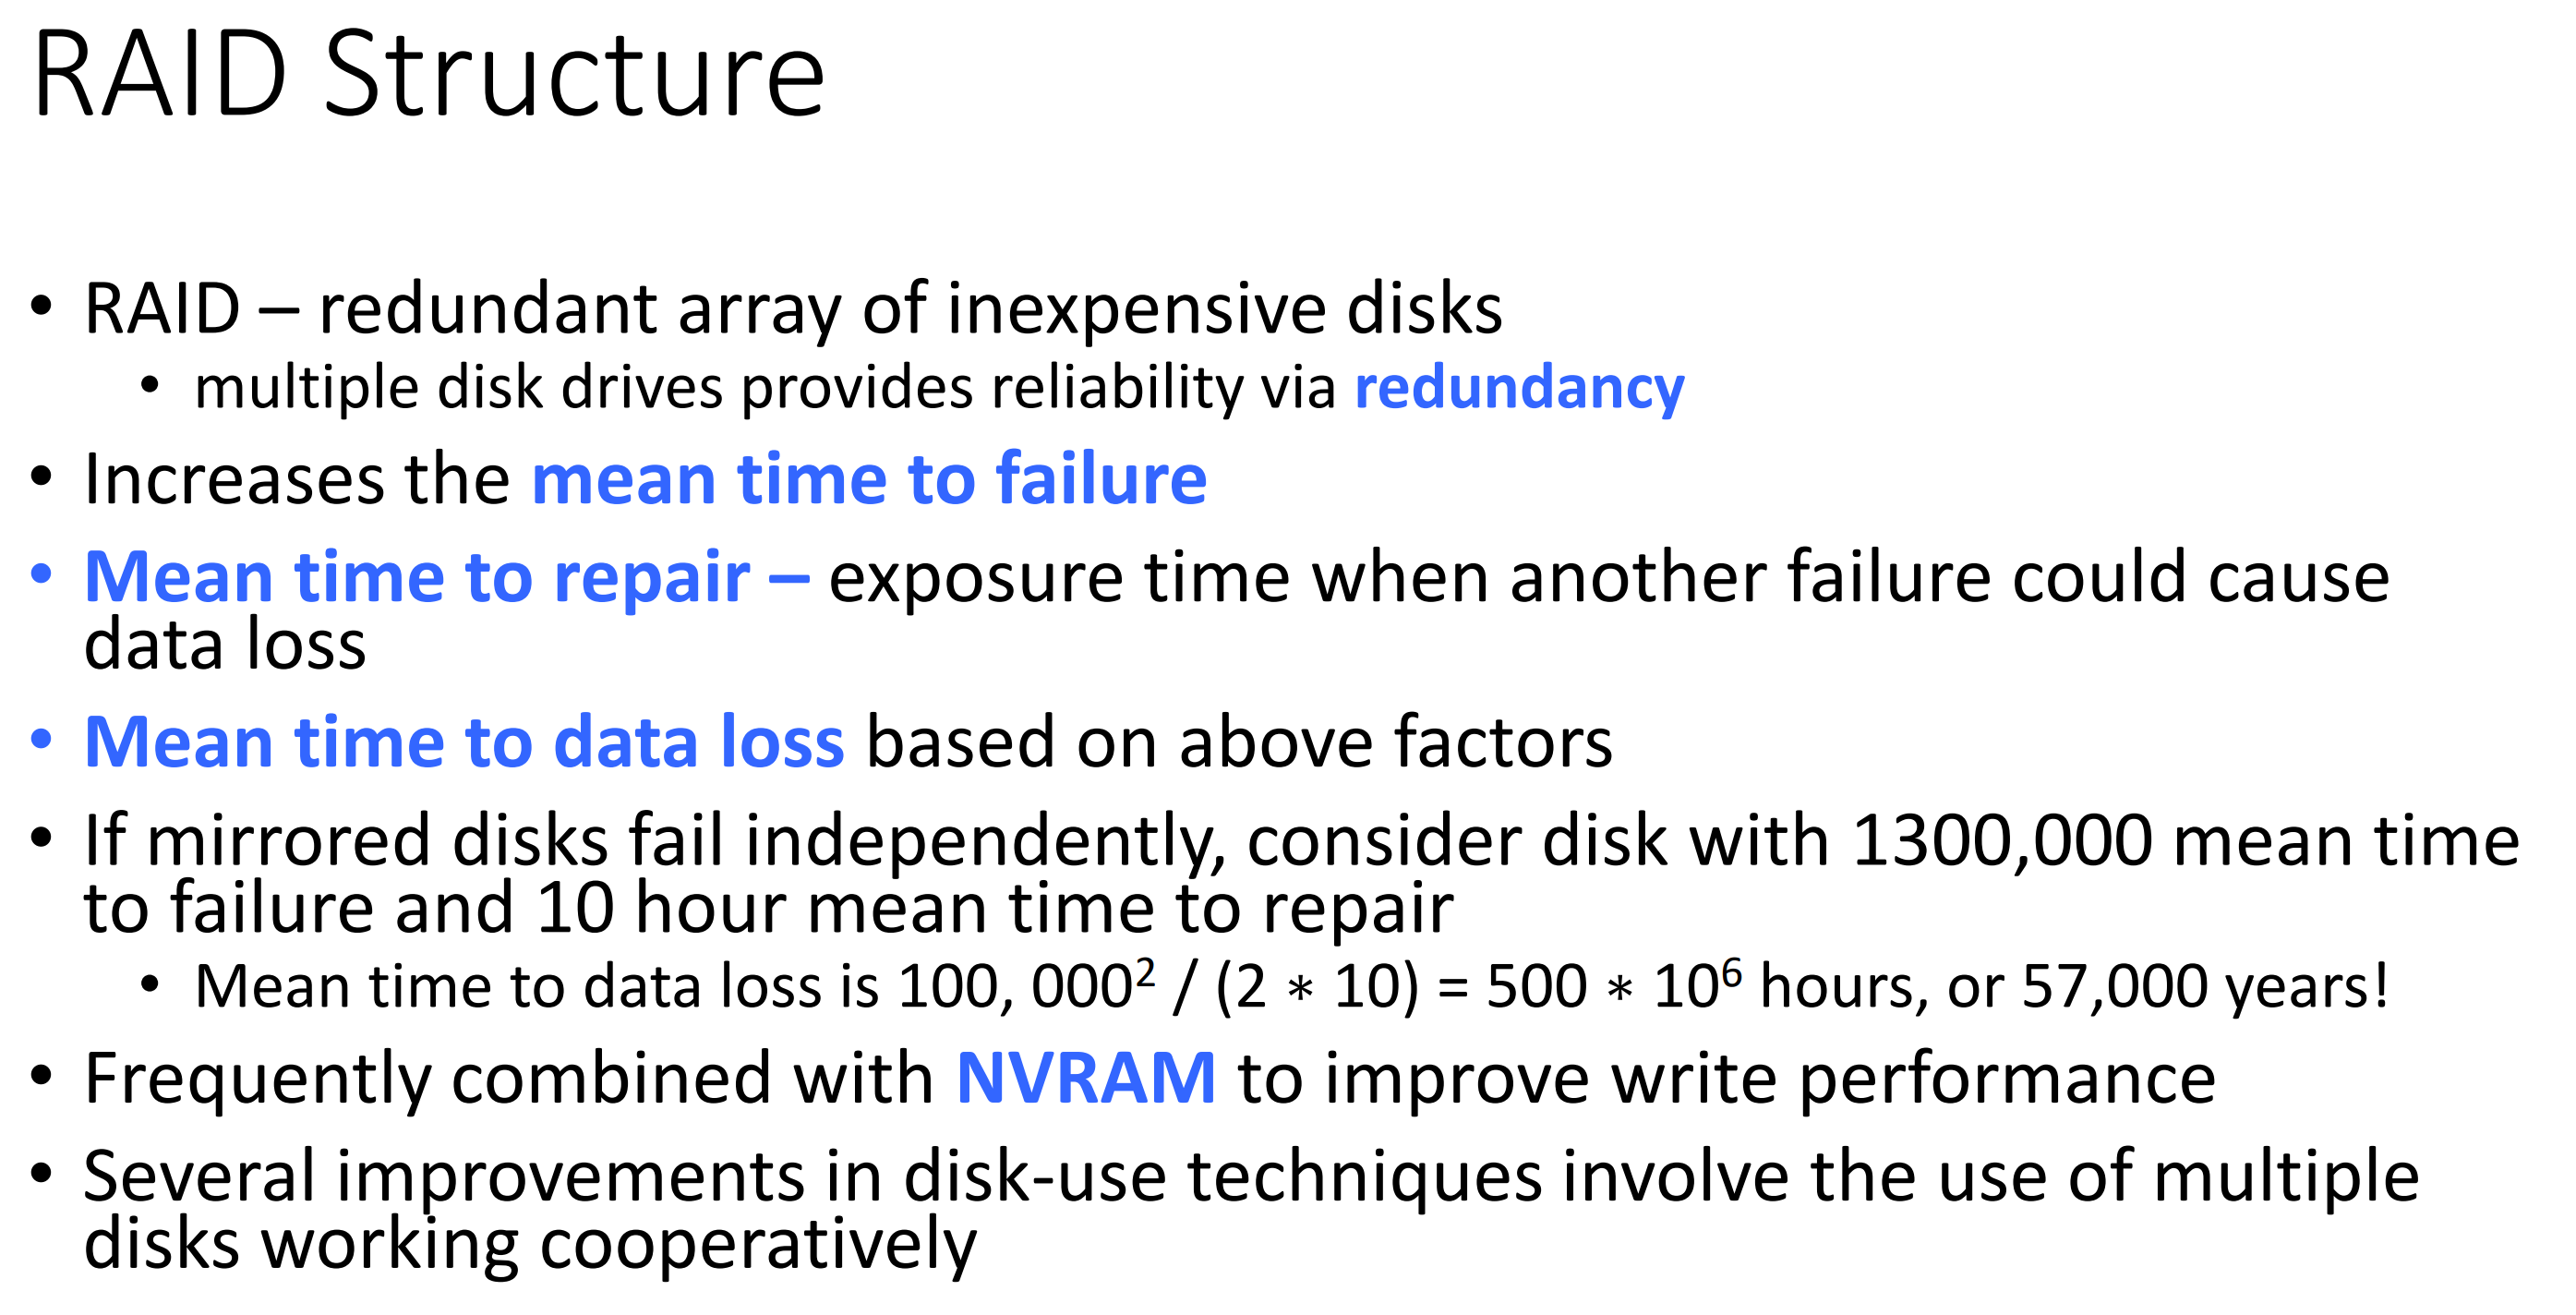 RAID Structure
• RAID – redundant array of inexpensive disks
• multiple disk drives provides reliability via redundancy
• Increases the mean time to failure
• Mean time to repair – exposure time when another failure could cause
data loss
• Mean time to data loss based on above factors
• If mirrored disks fail independently, consider disk with 1300,000 mean time
to failure and 10 hour mean time to repair
• Mean time to data loss is 100, 000² / (2 ∗ 10) = 500 ∗ 10⁶ hours, or 57,000 years!
• Frequently combined with NVRAM to improve write performance
• Several improvements in disk-use techniques involve the use of multiple
disks working cooperatively